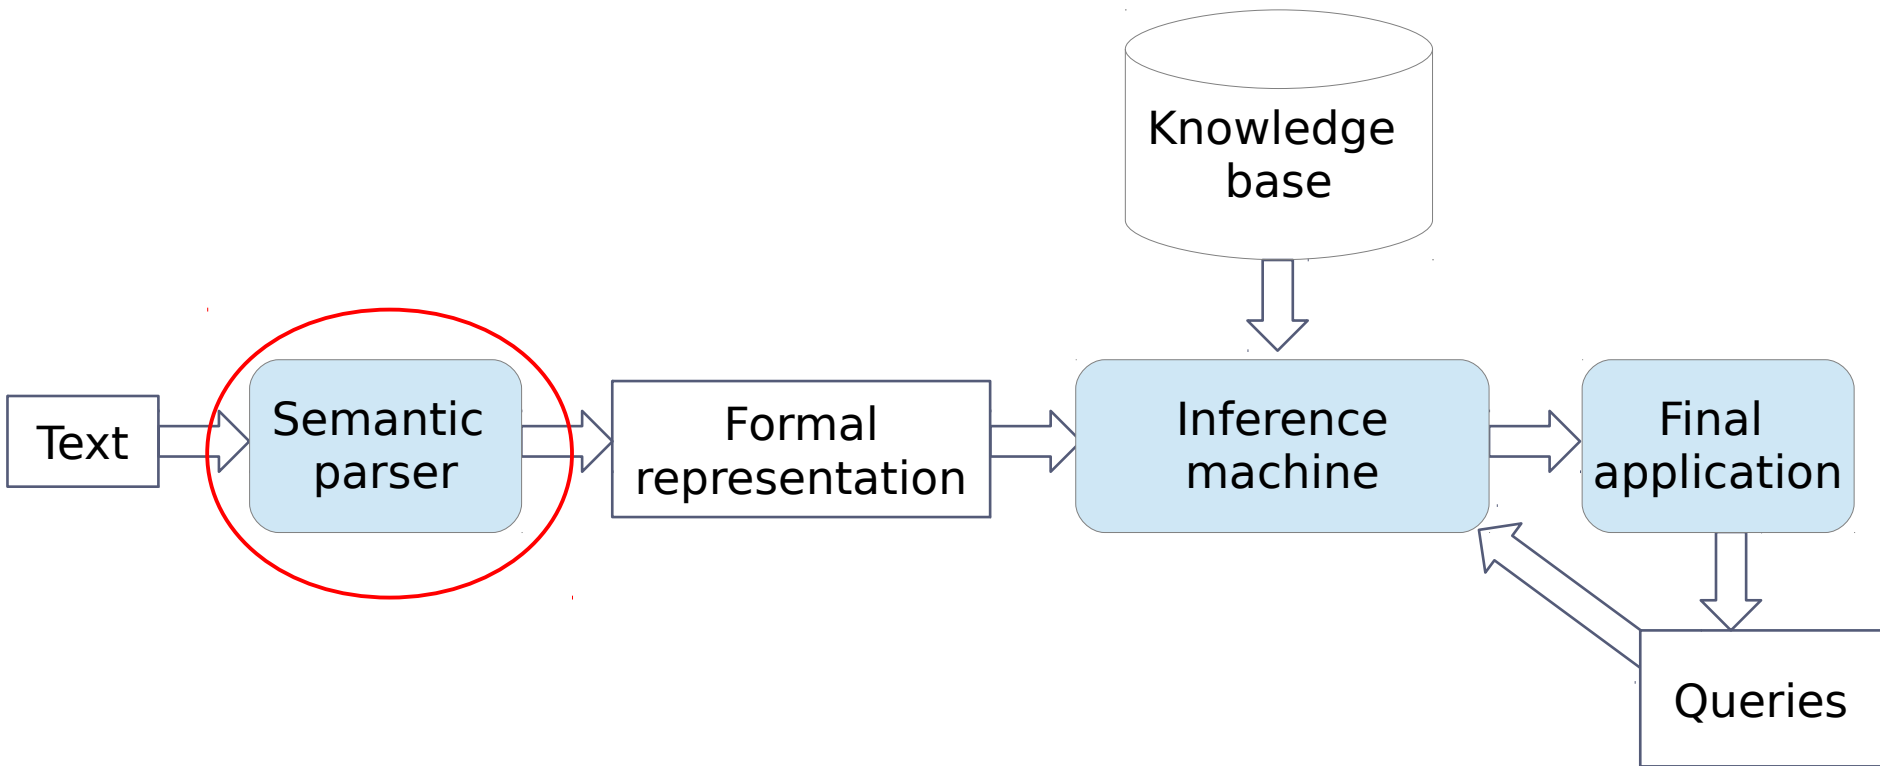 Knowledge
base
Text
Semantic
parser
Formal
representation
Inference
machine
Final
application
Queries